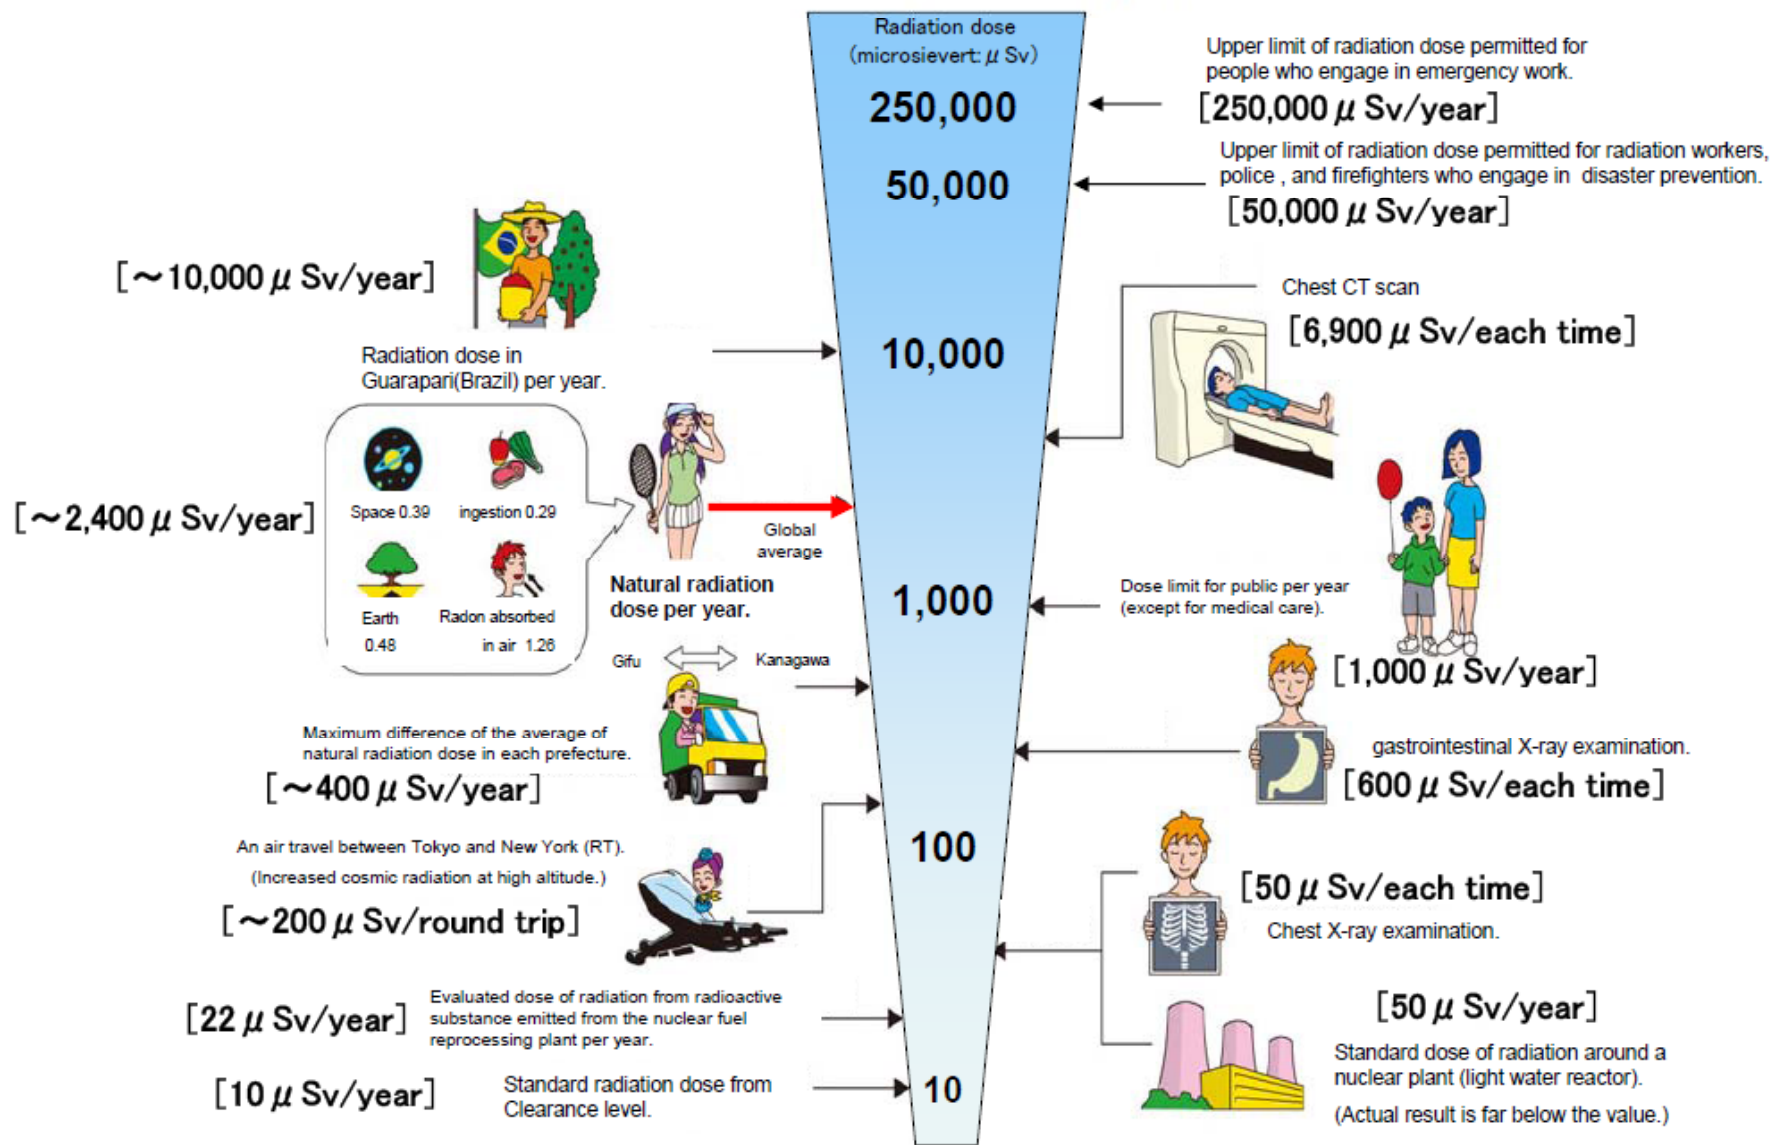 Radiation dose
(microsievert: μ Sv)
250,000
50,000
10,000
1,000
100
10
Upper limit of radiation dose permitted for
people who engage in emergency work.
[250,000 μ Sv/year]
Upper limit of radiation dose permitted for radiation workers,
police , and firefighters who engage in disaster prevention.
[50,000 μ Sv/year]
[~10,000 μ Sv/year]
Radiation dose in
Guarapari(Brazil) per year.
Chest CT scan
[6,900 μ Sv/each time]
[~2,400 μ Sv/year]
Space 0.39
ingestion 0.29
Earth
0.48
Radon absorbed
in air 1.26
Global
average
Natural radiation
dose per year.
Dose limit for public per year
(except for medical care).
[1,000 μ Sv/year]
Gifu
Kanagawa
Maximum difference of the average of
natural radiation dose in each prefecture.
[~400 μ Sv/year]
gastrointestinal X-ray examination.
[600 μ Sv/each time]
An air travel between Tokyo and New York (RT).
(Increased cosmic radiation at high altitude.)
[~200 μ Sv/round trip]
[50 μ Sv/each time]
Chest X-ray examination.
[22 μ Sv/year]
Evaluated dose of radiation from radioactive
substance emitted from the nuclear fuel
reprocessing plant per year.
[50 μ Sv/year]
Standard dose of radiation around a
nuclear plant (light water reactor).
(Actual result is far below the value.)
[10 μ Sv/year]
Standard radiation dose from
Clearance level.